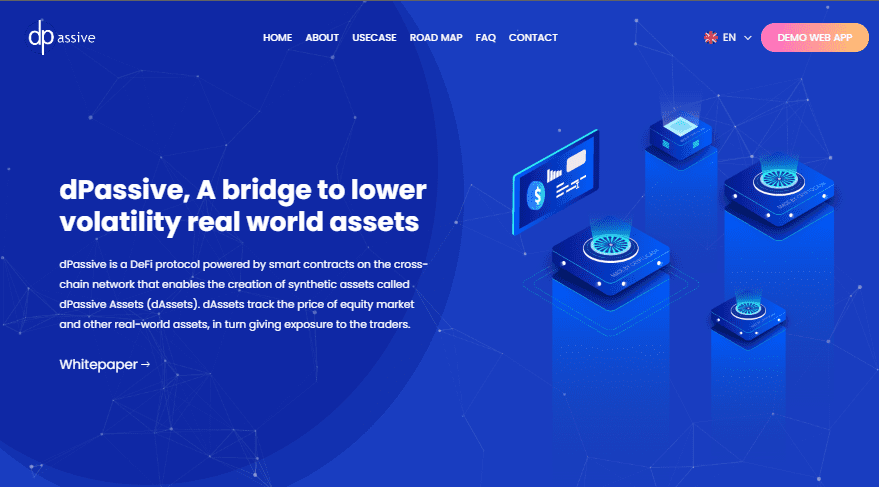 dp assive
HOME ABOUT USECASE ROAD MAP FAQ CONTACT
EN
DEMO WEB APP
dPassive, A bridge to lower
volatility real world assets
dPassive is a DeFi protocol powered by smart contracts on the cross-
chain network that enables the creation of synthetic assets called
dPassive Assets (dAssets). dAssets track the price of equity market
and other real-world assets, in turn giving exposure to the traders.
Whitepaper→